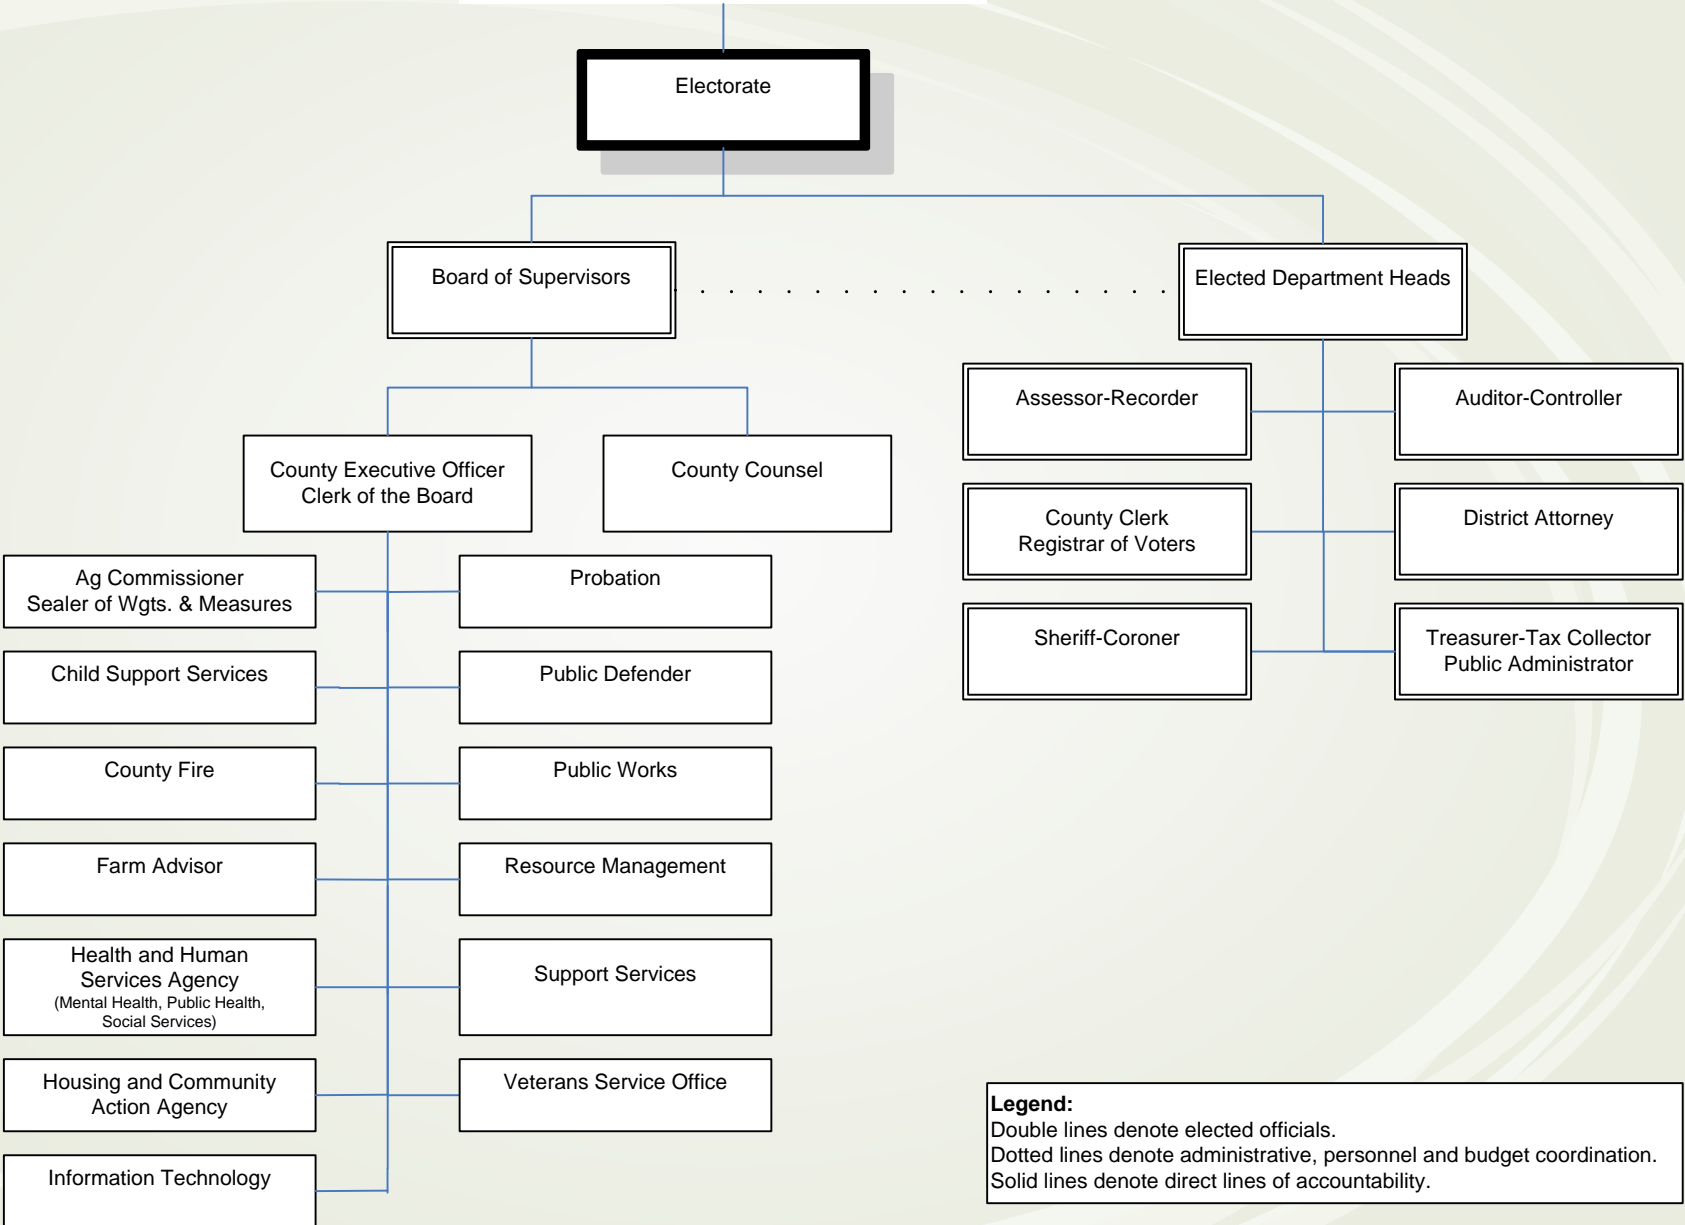 Electorate
Board of Supervisors
Elected Department Heads
Assessor-Recorder
Auditor-Controller
County Executive Officer
Clerk of the Board
County Counsel
County Clerk
Registrar of Voters
District Attorney
Ag Commissioner
Sealer of Wgts. & Measures
Probation
Sheriff-Coroner
Treasurer-Tax Collector
Public Administrator
Child Support Services
Public Defender
County Fire
Public Works
Farm Advisor
Resource Management
Health and Human
Services Agency
(Mental Health, Public Health,
Social Services)
Support Services
Housing and Community
Action Agency
Veterans Service Office
Information Technology
Legend:
Double lines denote elected officials.
Dotted lines denote administrative, personnel and budget coordination.
Solid lines denote direct lines of accountability.